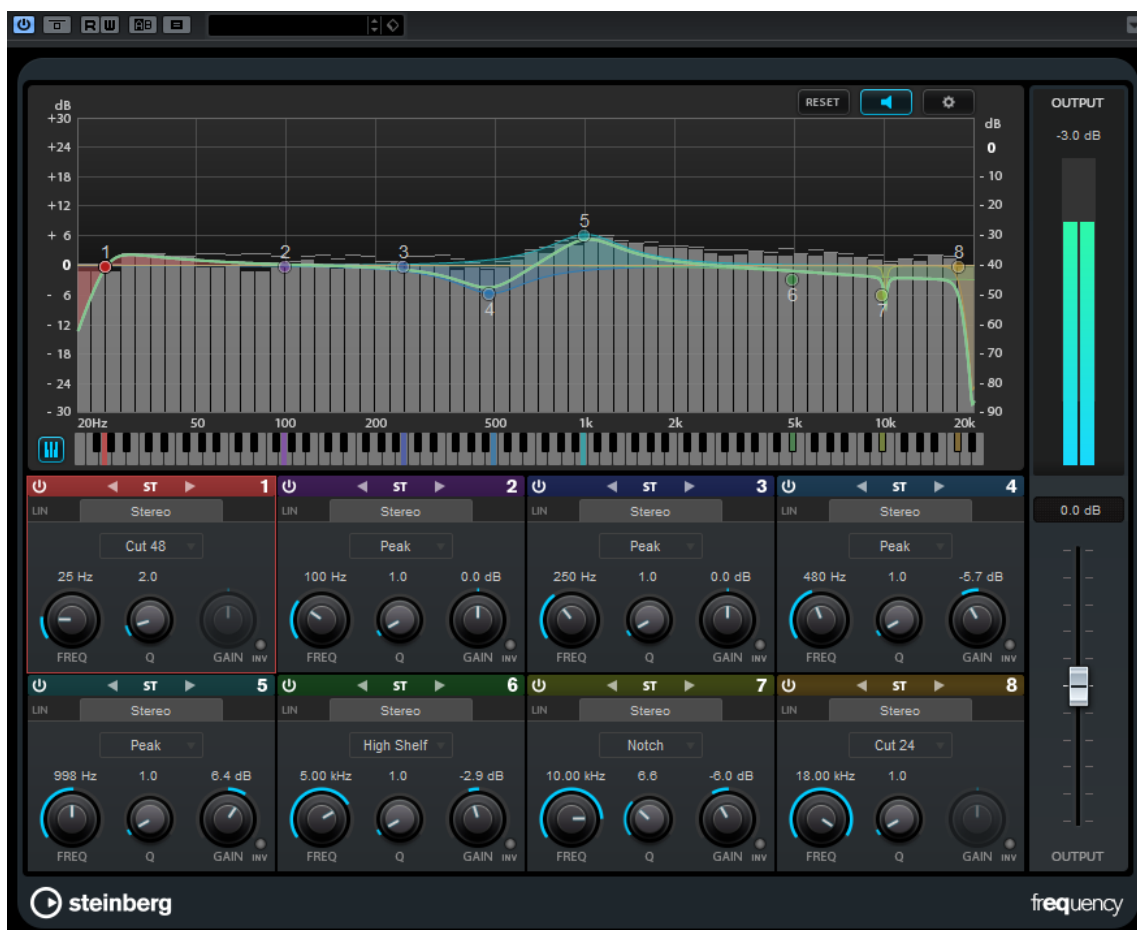 R W AB
RESET
OUTPUT
dB
+30
-3.0 dB
dB
+24
0
+18
- 10
+12
- 20
5
+ 6
- 30
1 2 3 8
0
- 40
- 6
4 6 7
- 50
- 12
- 60
- 18
- 70
- 24
- 80
- 30
- 90
20Hz 50 100 200 500 1k 2k 5k 10k 20k
ST 1 ST 2 ST 3 ST 4
LIN Stereo LIN Stereo LIN Stereo LIN Stereo
0.0 dB
Cut 48 Peak Peak Peak
25 Hz 2.0 100 Hz 1.0 0.0 dB 250 Hz 1.0 0.0 dB 480 Hz 1.0 -5.7 dB
FREQ Q GAIN INV FREQ Q GAIN INV FREQ Q GAIN INV FREQ Q GAIN INV
ST 5 ST 6 ST 7 ST 8
LIN Stereo LIN Stereo LIN Stereo LIN Stereo
Peak High Shelf Notch Cut 24
998 Hz 1.0 6.4 dB 5.00 kHz 1.0 -2.9 dB 10.00 kHz 6.6 -6.0 dB 18.00 kHz 1.0
FREQ Q GAIN INV FREQ Q GAIN INV FREQ Q GAIN INV FREQ Q GAIN INV
OUTPUT
steinberg
frequency